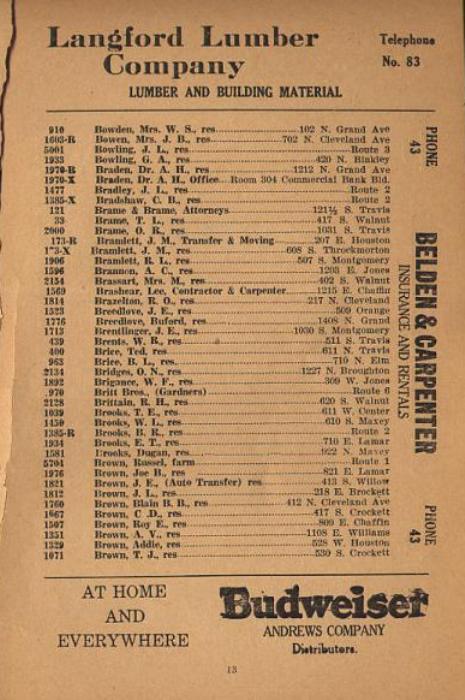 Langford Lumber
Company
Telephone
No. 83
LUMBER AND BUILDING MATERIAL
910 Bowden, Mrs. W. S., res 102 N. Grand Ave
1603-R Bowen, Mrs. J. B., res 702 N. Cleveland Ave
5001 Bowling, J. L., res Route 3
1933 Bowling, G. A., res 420 N. Binkley
1970-R Braden, Dr. A. H., res 1212 N. Grand Ave
1970-X Braden, Dr. A. H., Office Room 304 Commercial Bank Bld.
1477 Bradley, J. L., res Route 2
1385-X Bradshaw, C. B., res Route 2
121 Brame & Brame, Attorneys 121½ S. Travis
33 Brame, T. L., res 417 S. Walnut
2000 Brame, O. R., res 1031 S. Travis
173-R Bramlett, J. M., Transfer & Moving 207 E. Houston
173-X Bramlett, J. M., res 608 S. Throckmorton
1906 Bramlett, R. L., res 507 S. Montgomery
1596 Brannon, A. C., res 1203 E. Jones
2154 Brassart, Mrs. M., res 402 S. Walnut
1569 Brashear, Lee, Contractor & Carpenter 1215 E. Chaffin
1814 Brazelton, R. O., res 217 N. Cleveland
1523 Breedlove, J. E., res 509 Orange
1776 Breedlove, Buford, res 1408 N. Grand
1713 Brentlinger, J. E., res 1030 S. Montgomery
439 Brents, W. R., res 511 S. Travis
400 Brice, Ted, res 611 N. Travis
963 Brice, B. L., res 710 N. Elm
2134 Bridges, O. N., res 1227 N. Broughton
1892 Brigance, W. F., res 309 W. Jones
970 Britt Bros., (Gardners) Route 6
2128 Brittain, R. H., res 620 S. Walnut
1039 Brooks, T. E., res 611 W. Center
1450 Brooks, W. L., res 610 S. Maxey
1385-R Brooks, B. R., res Route 2
1934 Brooks, E. T., res 710 E. Lamar
1581 Brooks, Dugan, res 922 N. Maxey
5704 Brown, Russel, farm Route 1
1976 Brown, Joe B., res 821 E. Lamar
1821 Brown, J. E., (Auto Transfer) res 413 S. Willow
1812 Brown, J. L., res 218 E. Brockett
1760 Brown, Blain B. B., res 412 N. Cleveland Ave
1667 Brown, C .D., res 417 S. Crockett
1507 Brown, Roy E., res 809 E. Chaffin
1351 Brown, A. V., res 1108 E. Williams
1329 Brown, Addie, res 528 W. Houston
1071 Brown, T. J., res 530 S. Crockett
PHONE
43
BELDEN & CARPENTER
INSURANCE AND RENTALS
PHONE
43
AT HOME
AND
EVERYWHERE
Budweiser
ANDREWS COMPANY
Distributors.
13